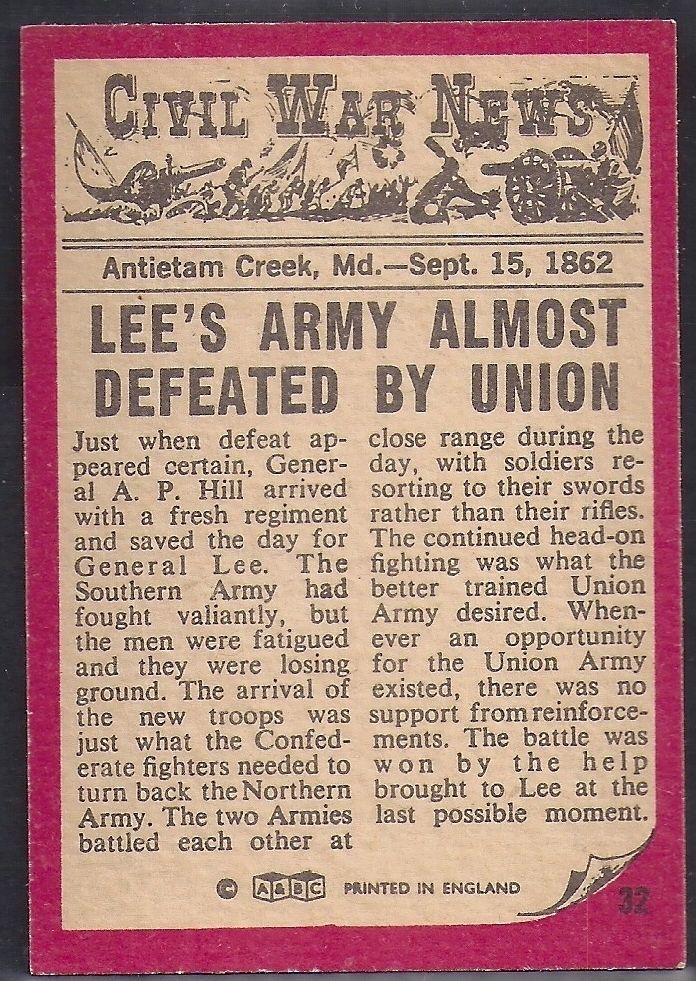 CIVIL WAR NEWS
Antietam Creek, Md.—Sept. 15, 1862
LEE'S ARMY ALMOST
DEFEATED BY UNION
Just when defeat ap-
peared certain, Gener-
al A. P. Hill arrived
with a fresh regiment
and saved the day for
General Lee. The
Southern Army had
fought valiantly, but
the men were fatigued
and they were losing
ground. The arrival of
the new troops was
just what the Confed-
erate fighters needed to
turn back the Northern
Army. The two Armies
battled each other at
close range during the
day, with soldiers re-
sorting to their swords
rather than their rifles.
The continued head-on
fighting was what the
better trained Union
Army desired. When-
ever an opportunity
for the Union Army
existed, there was no
support from reinforce-
ments. The battle was
won by the help
brought to Lee at the
last possible moment.
© A&BC PRINTED IN ENGLAND
32